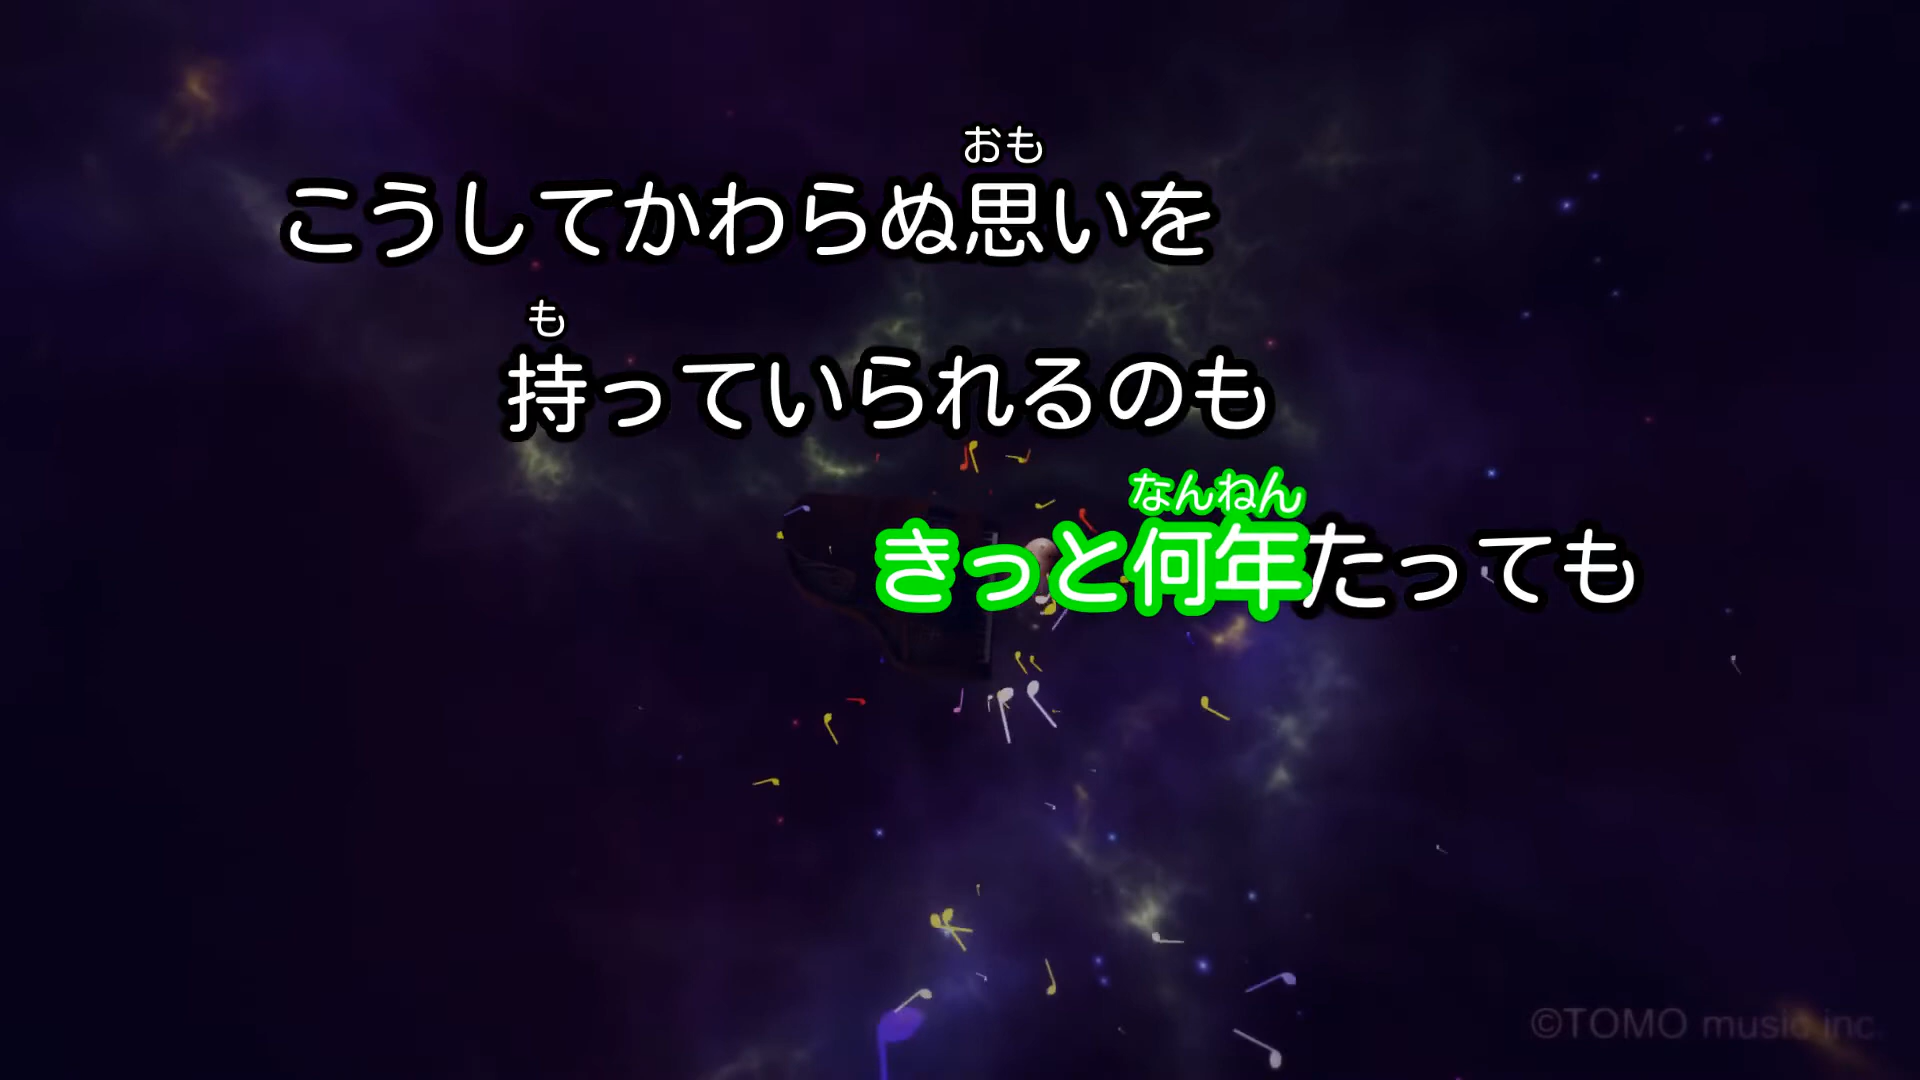 おも
こうしてかわらぬ思いを
も
持っていられるのも
なんねん
きっと何年たっても
©TOMO music inc.